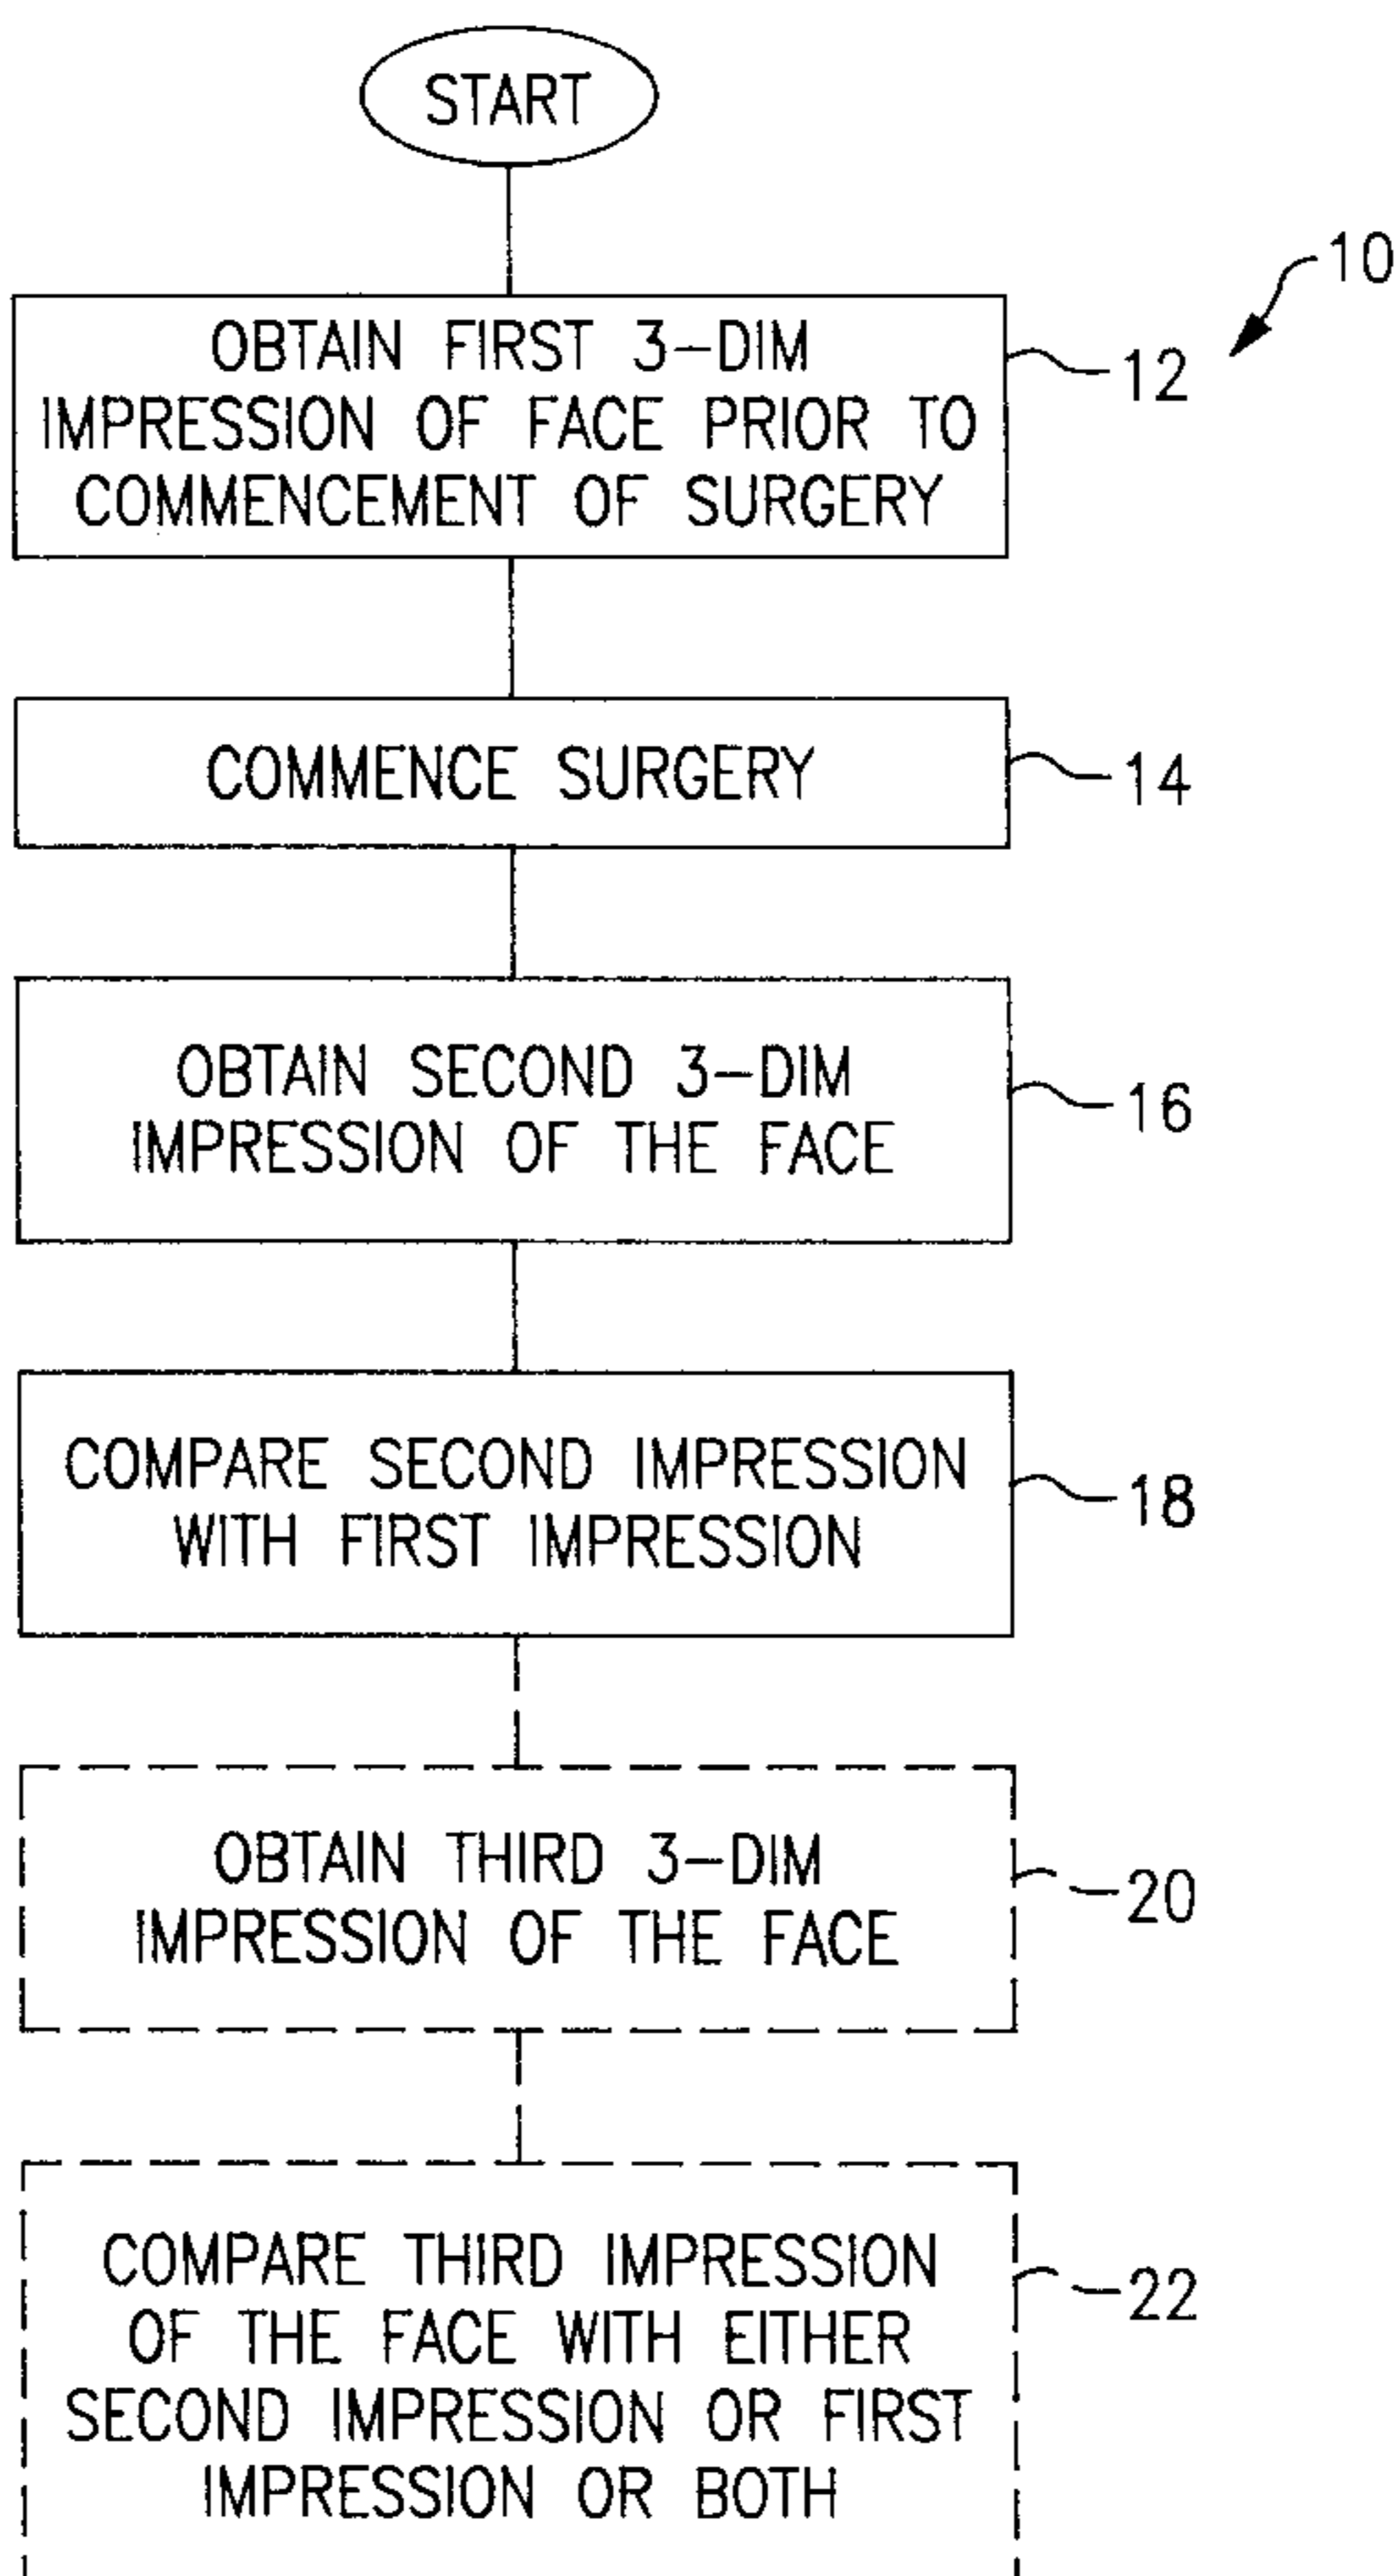 START
10
OBTAIN FIRST 3-DIM
IMPRESSION OF FACE PRIOR TO
COMMENCEMENT OF SURGERY
12
COMMENCE SURGERY
14
OBTAIN SECOND 3-DIM
IMPRESSION OF THE FACE
16
COMPARE SECOND IMPRESSION
WITH FIRST IMPRESSION
18
OBTAIN THIRD 3-DIM
IMPRESSION OF THE FACE
20
COMPARE THIRD IMPRESSION
OF THE FACE WITH EITHER
SECOND IMPRESSION OR FIRST
IMPRESSION OR BOTH
22